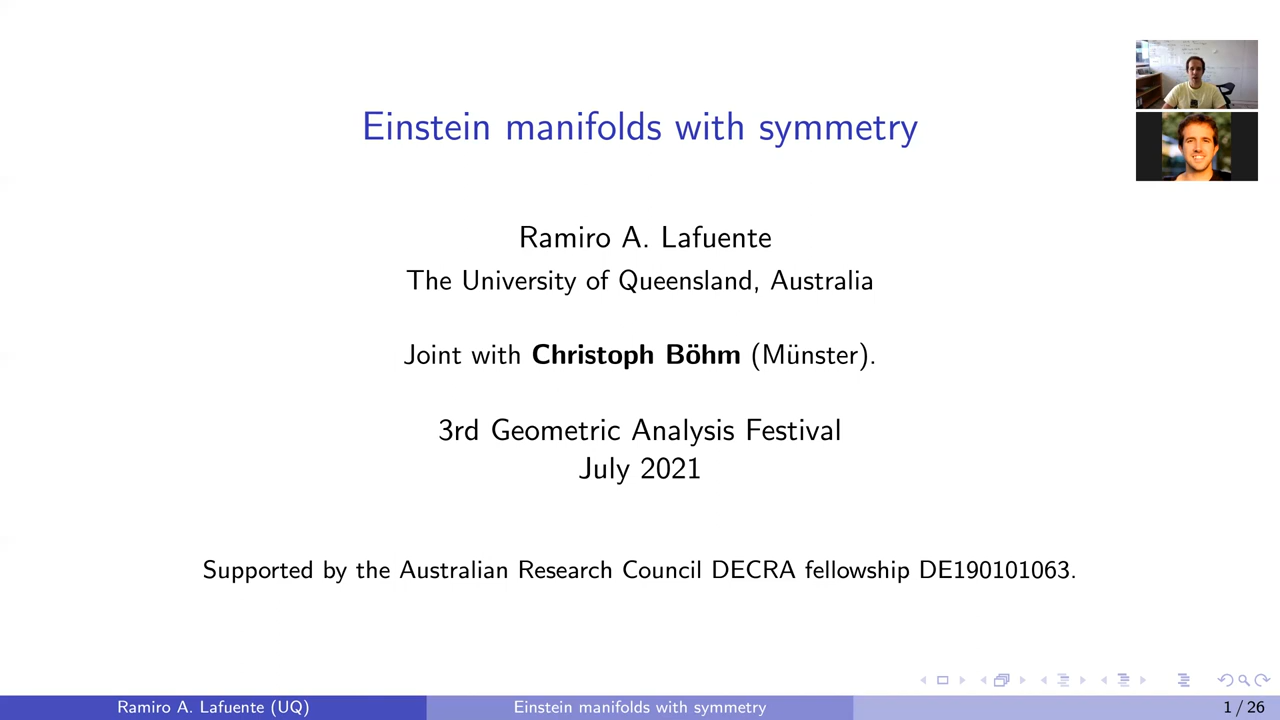 Einstein manifolds with symmetry
Ramiro A. Lafuente
The University of Queensland, Australia
Joint with Christoph Böhm (Münster).
3rd Geometric Analysis Festival
July 2021
Supported by the Australian Research Council DECRA fellowship DE190101063.
Ramiro A. Lafuente (UQ) Einstein manifolds with symmetry 1 / 26